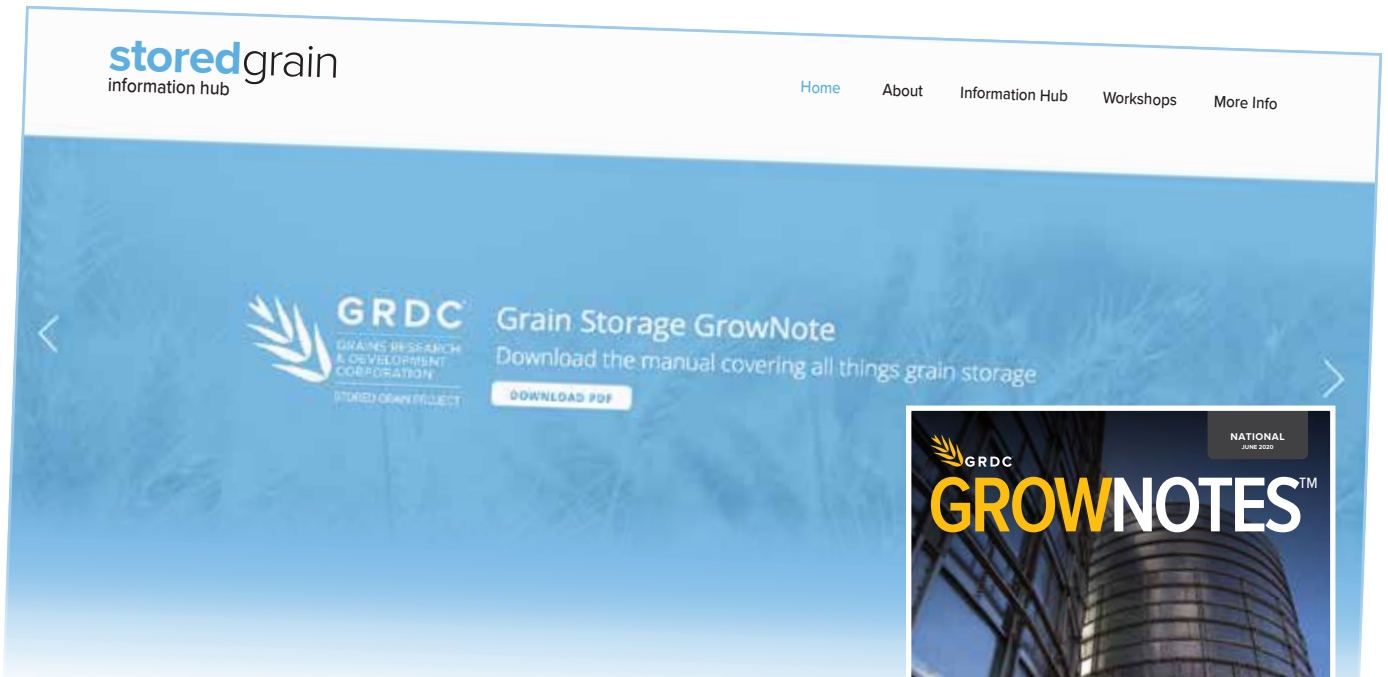 storedgrain
information hub
Home About Information Hub Workshops More Info
GRDC
GRAINS RESEARCH
& DEVELOPMENT
CORPORATION
STORED GRAIN PROJECT
Grain Storage GrowNote
Download the manual covering all things grain storage
DOWNLOAD PDF
NATIONAL
JUNE 2020
GRDC
GROWNOTES™